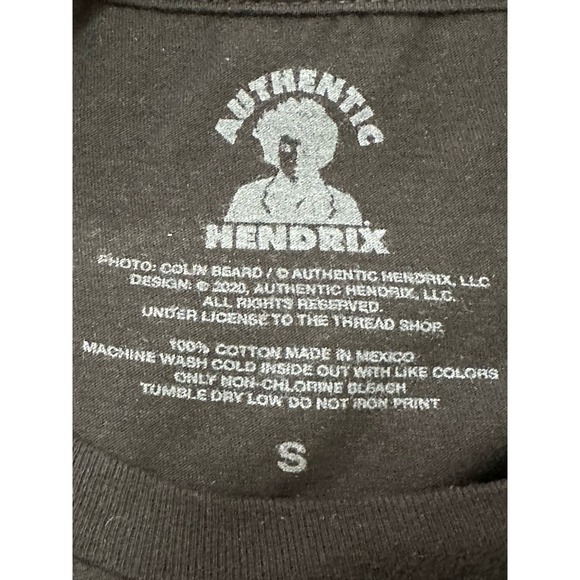 AUTHENTIC
HENDRIX
PHOTO: COLIN BEARD / © AUTHENTIC HENDRIX, LLC
DESIGN: © 2020, AUTHENTIC HENDRIX, LLC.
ALL RIGHTS RESERVED.
UNDER LICENSE TO THE THREAD SHOP.
100% COTTON MADE IN MEXICO
MACHINE WASH COLD INSIDE OUT WITH LIKE COLORS
ONLY NON-CHLORINE BLEACH
TUMBLE DRY LOW DO NOT IRON PRINT
S